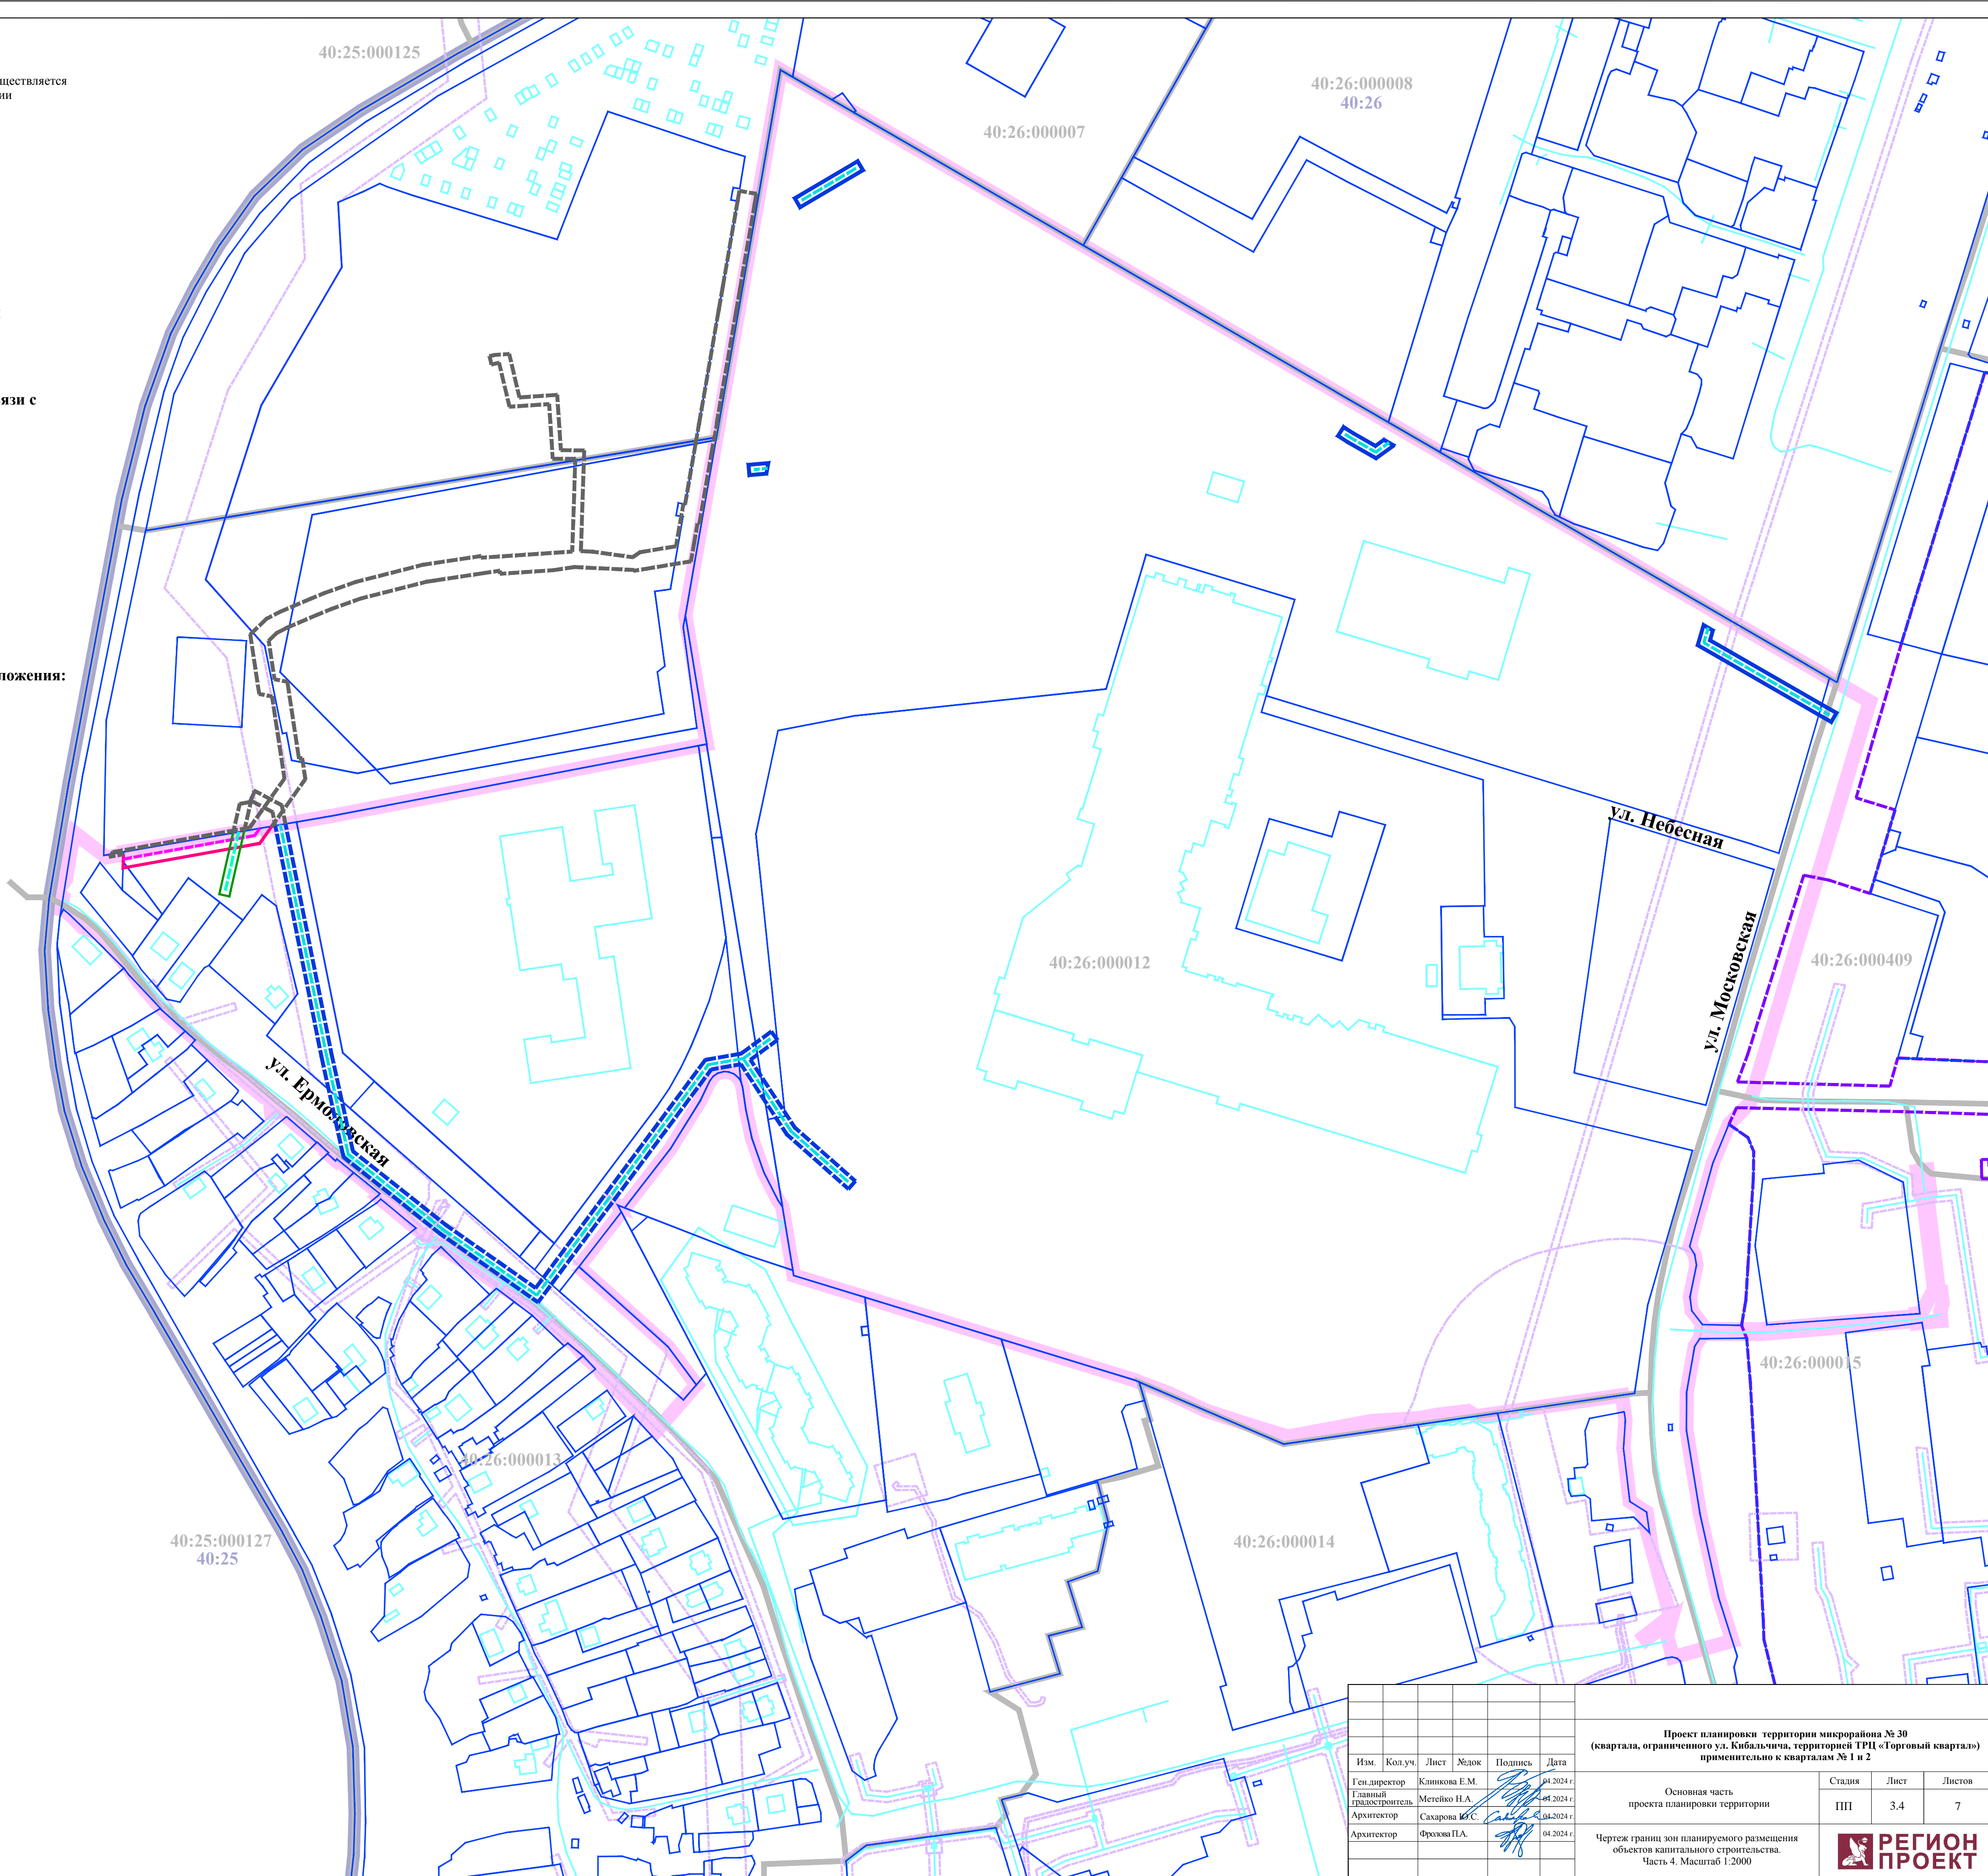 40:25:000125
ществляется
ии
40:26:000008
40:26
40:26:000007
язи с
ложения:
ул. Небесная
ул. Московская
40:26:000012
40:26:000409
ул. Ермоловская
40:26:000015
40:26:000013
40:26:000014
40:25:000127
40:25
Проект планировки территории микрорайона № 30
(квартала, ограниченного ул. Кибальчича, территорией ТРЦ «Торговый квартал»)
применительно к кварталам № 1 и 2
Изм. Кол.уч. Лист №док Подпись Дата
Ген.директор Клинкова Е.М. 04.2024 г.
Главный градостроитель Метейко Н.А. 04.2024 г.
Архитектор Сахарова Ю.С. 04.2024 г.
Архитектор Фролова П.А. 04.2024 г.
Основная часть
проекта планировки территории
Стадия Лист Листов
ПП 3.4 7
Чертеж границ зон планируемого размещения
объектов капитального строительства.
Часть 4. Масштаб 1:2000
РЕГИОН
ПРОЕКТ